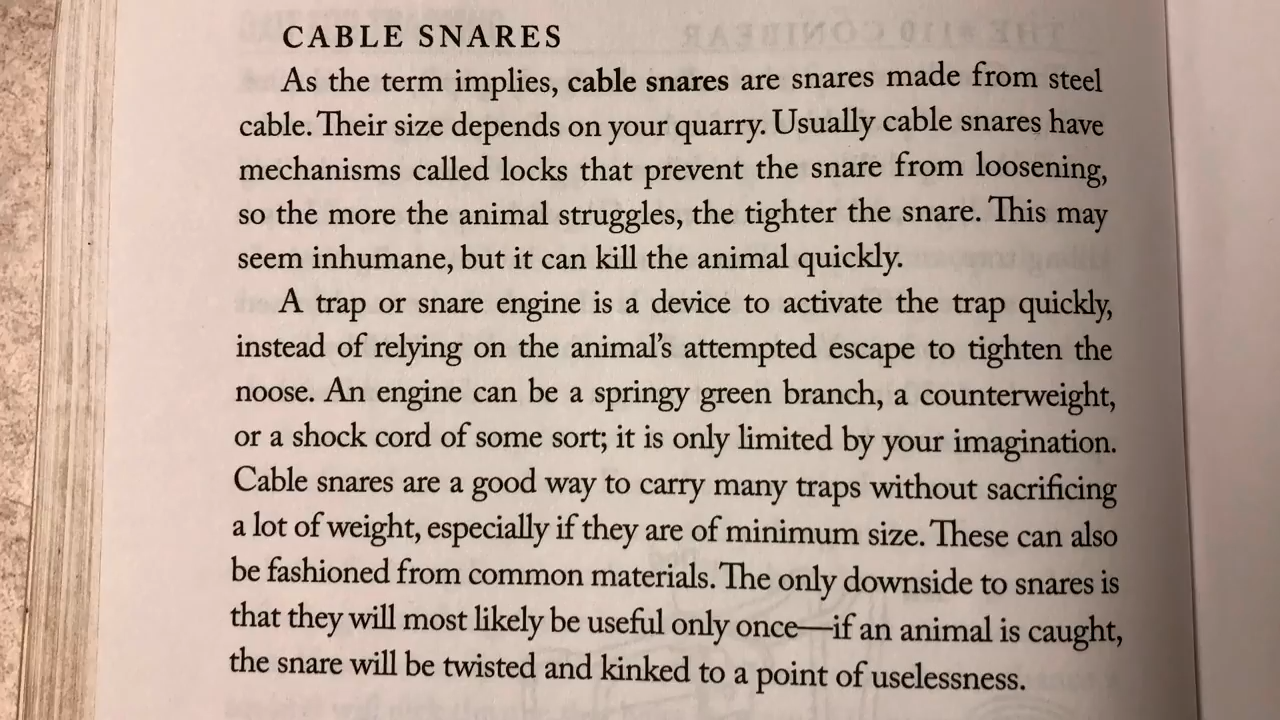 CABLE SNARES
As the term implies, cable snares are snares made from steel
cable. Their size depends on your quarry. Usually cable snares have
mechanisms called locks that prevent the snare from loosening,
so the more the animal struggles, the tighter the snare. This may
seem inhumane, but it can kill the animal quickly.
A trap or snare engine is a device to activate the trap quickly,
instead of relying on the animal's attempted escape to tighten the
noose. An engine can be a springy green branch, a counterweight,
or a shock cord of some sort; it is only limited by your imagination.
Cable snares are a good way to carry many traps without sacrificing
a lot of weight, especially if they are of minimum size. These can also
be fashioned from common materials. The only downside to snares is
that they will most likely be useful only once—if an animal is caught,
the snare will be twisted and kinked to a point of uselessness.